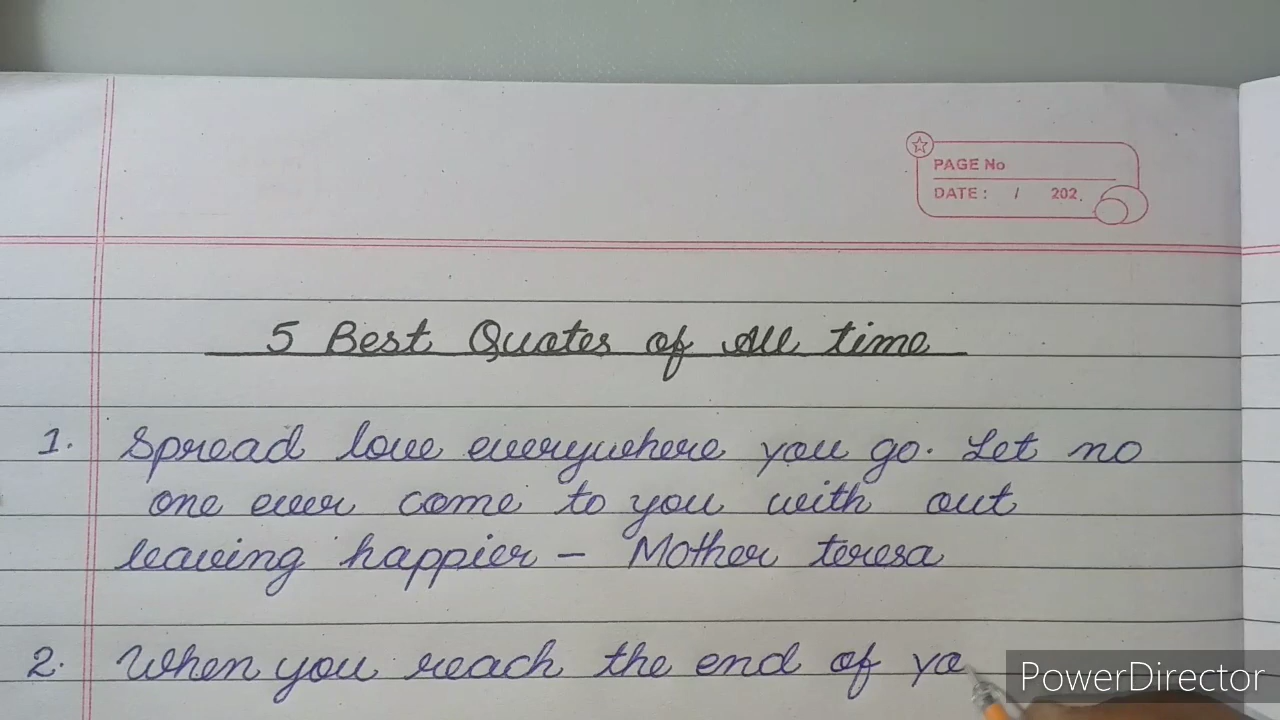 PAGE No
DATE : / 202.
5 Best Quotes of All time
1. Spread love everywhere you go. Let no
one ever come to you with out
leaving happier – Mother teresa
2. When you reach the end of yo
PowerDirector